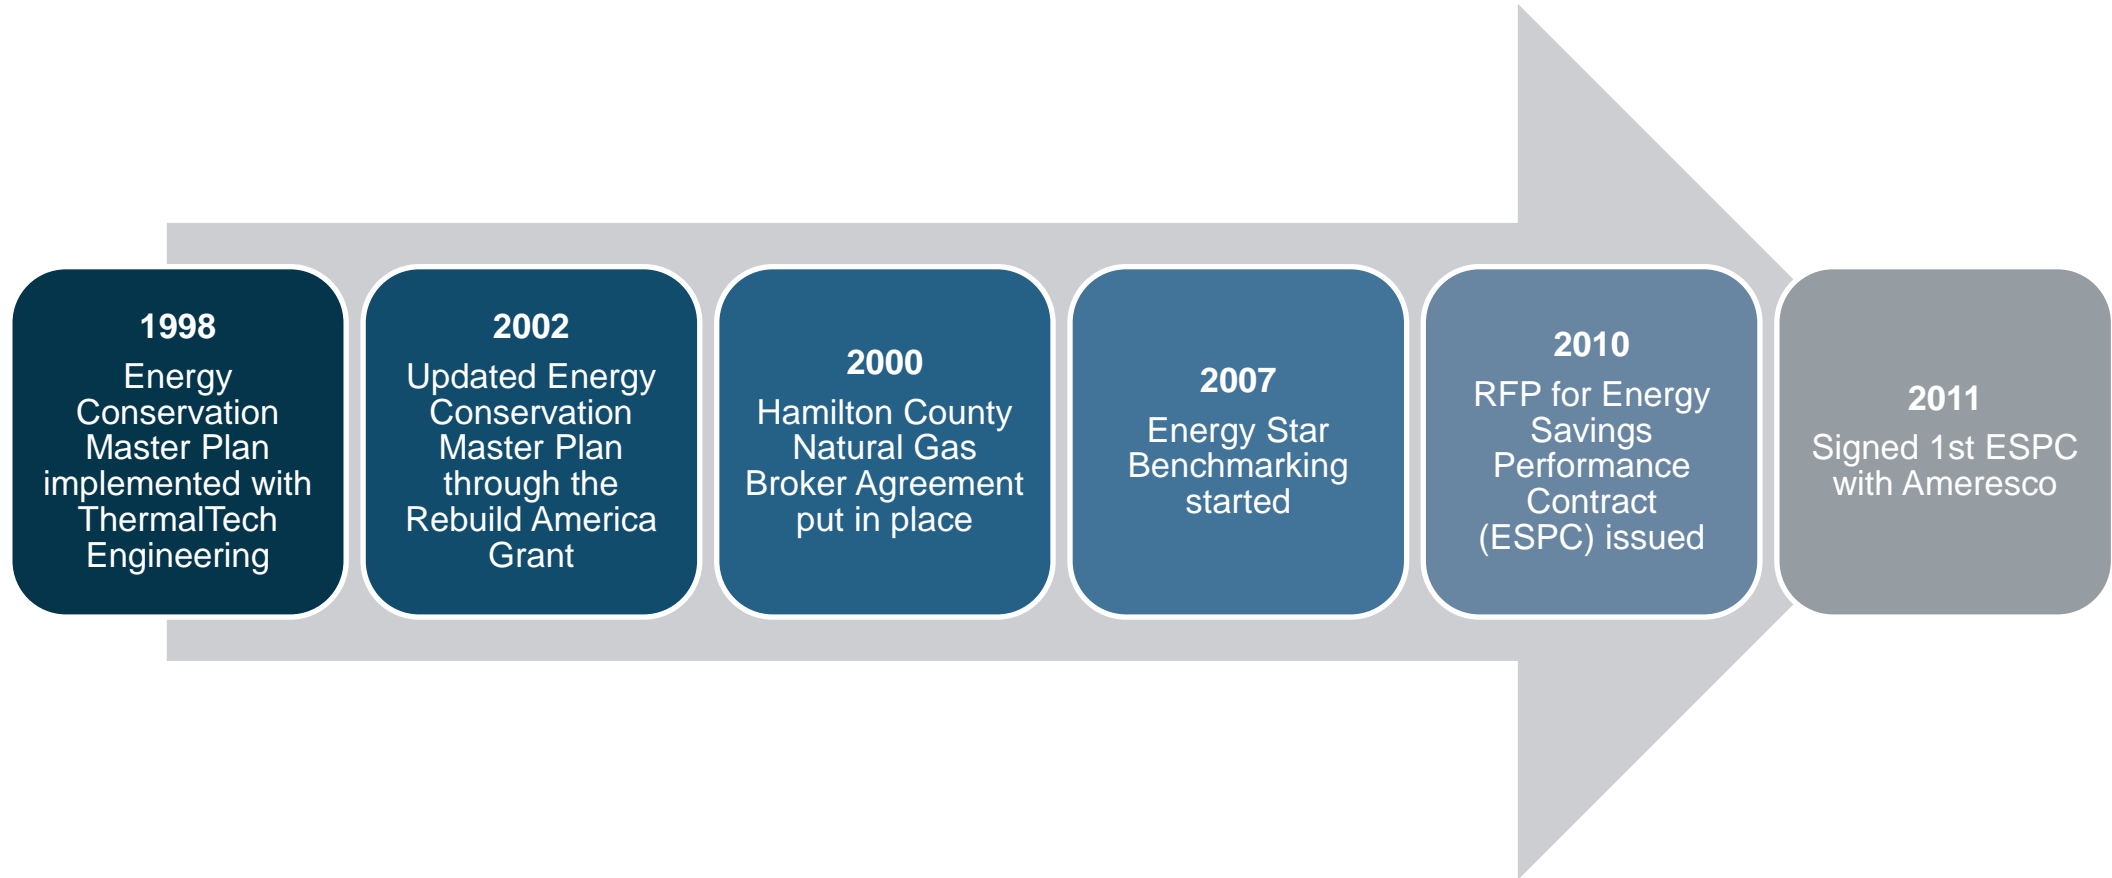 1998
Energy
Conservation
Master Plan
implemented with
ThermalTech
Engineering
2002
Updated Energy
Conservation
Master Plan
through the
Rebuild America
Grant
2000
Hamilton County
Natural Gas
Broker Agreement
put in place
2007
Energy Star
Benchmarking
started
2010
RFP for Energy
Savings
Performance
Contract
(ESPC) issued
2011
Signed 1st ESPC
with Ameresco